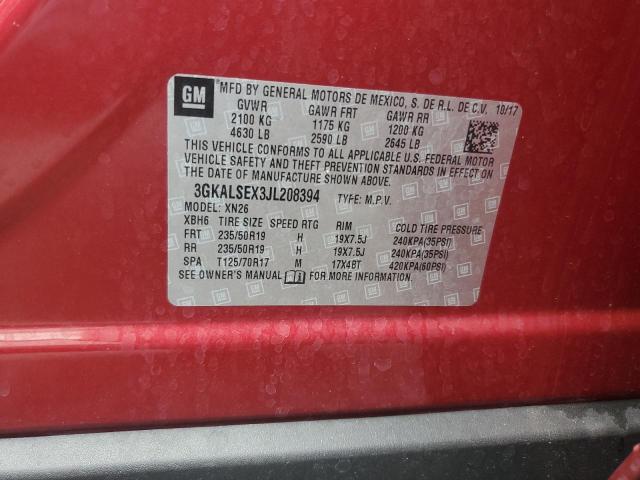 GM
MFD BY GENERAL MOTORS DE MEXICO, S. DE R.L. DE C.V. 10/17
GVWR GAWR FRT GAWR RR
2100 KG 1175 KG 1200 KG
4630 LB 2590 LB 2645 LB
THIS VEHICLE CONFORMS TO ALL APPLICABLE U.S. FEDERAL MOTOR
VEHICLE SAFETY AND THEFT PREVENTION STANDARDS IN EFFECT ON
THE DATE OF MANUFACTURE SHOWN ABOVE.
3GKALSEX3JL208394 TYPE: M.P.V.
MODEL: XN26
XBH6 TIRE SIZE SPEED RTG RIM COLD TIRE PRESSURE
FRT 235/50R19 H 19X7.5J 240KPA(35PSI)
RR 235/50R19 H 19X7.5J 240KPA(35PSI)
SPA T125/70R17 M 17X4BT 420KPA(60PSI)
SEE OWNER'S MANUAL FOR MORE INFORMATION.